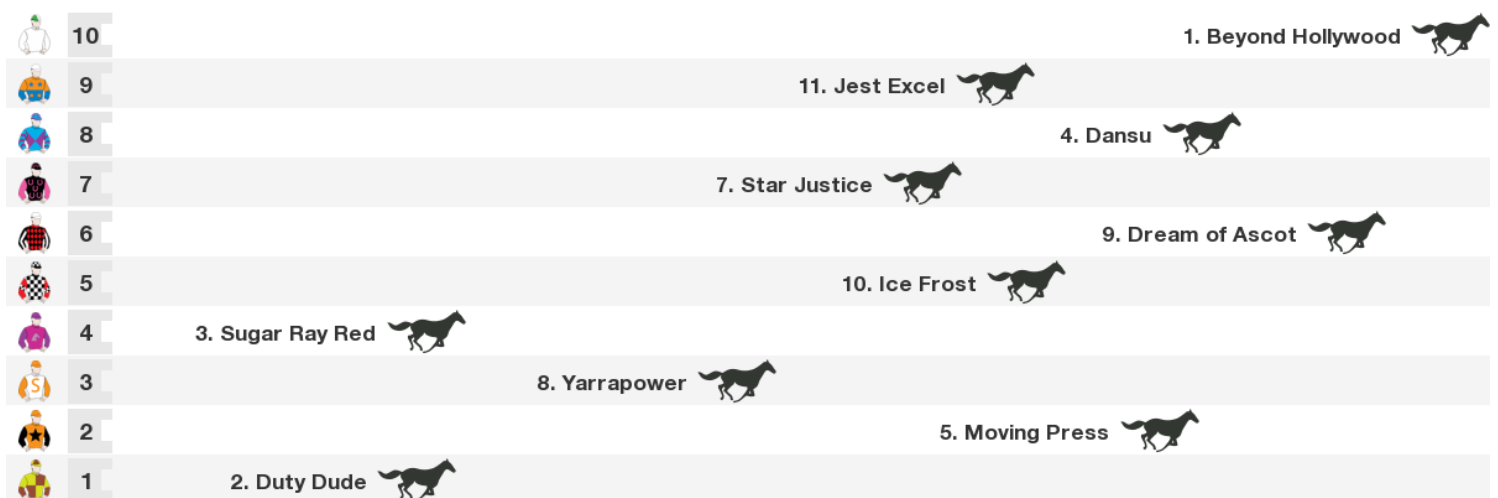 10 1. Beyond Hollywood
9 11. Jest Excel
8 4. Dansu
7 7. Star Justice
6 9. Dream of Ascot
5 10. Ice Frost
4 3. Sugar Ray Red
S 3 8. Yarrapower
2 5. Moving Press
1 2. Duty Dude